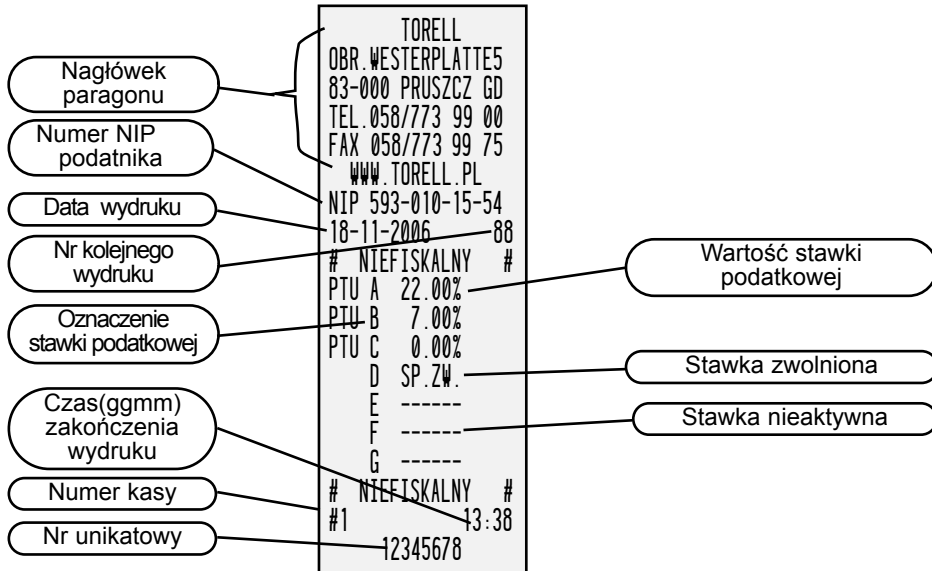 TORELL
OBR.WESTERPLATTE5
83-000 PRUSZCZ GD
TEL.058/773 99 00
FAX 058/773 99 75
WWW.TORELL.PL
NIP 593-010-15-54
18-11-2006 88
# NIEFISKALNY #
PTU A 22.00%
PTU B 7.00%
PTU C 0.00%
D SP.ZW.
E ------
F ------
G ------
# NIEFISKALNY #
#1 13:38
12345678
Nagłówek
paragonu
Numer NIP
podatnika
Data wydruku
Nr kolejnego
wydruku
Oznaczenie
stawki podatkowej
Czas(ggmm)
zakończenia
wydruku
Numer kasy
Nr unikatowy
Wartość stawki
podatkowej
Stawka zwolniona
Stawka nieaktywna